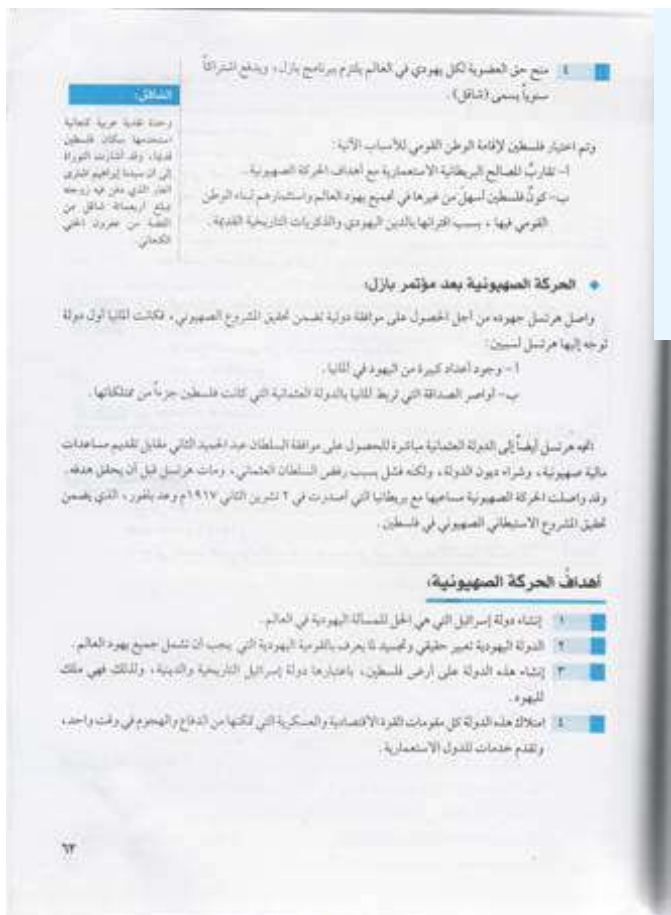 ٤ منح حق العضوية لكل يهودي في العالم يلتزم ببرنامج بازل، ويدفع اشتراكاً
سنوياً يسمى (شاقل).
الشاقل:
وحدة نقدية عربية كنعانية
استخدمها سكان فلسطين
قديماً، وقد أشارت التوراة
إلى أن سيدنا إبراهيم اشترى
الغار الذي دفن فيه زوجته
بمبلغ أربعمائة شاقل من
الفضة من عفرون الحثي
الكنعاني.
وتم اختيار فلسطين لإقامة الوطن القومي للأسباب الآتية:
أ- تقاربُ المصالح البريطانية الاستعمارية مع أهداف الحركة الصهيونية.
ب- كونُ فلسطين أسهلَ من غيرها في تجميع يهود العالم واستثمارهم لبناء الوطن
القومي فيها، بسبب اقترانها بالدين اليهودي والذكريات التاريخية القديمة.
◆ الحركة الصهيونية بعد مؤتمر بازل:
واصل هرتسل جهوده من أجل الحصول على موافقة دولية تضمن تحقيق المشروع الصهيوني، فكانت ألمانيا أول دولة
توجه إليها هرتسل لسببين:
أ- وجود أعداد كبيرة من اليهود في ألمانيا.
ب- أواصر الصداقة التي تربط ألمانيا بالدولة العثمانية التي كانت فلسطين جزءاً من ممتلكاتها.
اتجه هرتسل أيضاً إلى الدولة العثمانية مباشرة للحصول على موافقة السلطان عبد الحميد الثاني مقابل تقديم مساعدات
مالية صهيونية، وشراء ديون الدولة، ولكنه فشل بسبب رفض السلطان العثماني، ومات هرتسل قبل أن يحقق هدفه.
وقد واصلت الحركة الصهيونية مساعيها مع بريطانيا التي أصدرت في ٢ تشرين الثاني ١٩١٧م وعد بلفور، الذي يضمن
تحقيق المشروع الاستيطاني الصهيوني في فلسطين.
أهدافُ الحركة الصهيونية:
١ إنشاء دولة إسرائيل التي هي الحل للمسألة اليهودية في العالم.
٢ الدولة اليهودية تعبير حقيقي وتجسيد لما يعرف بالقومية اليهودية التي يجب أن تشمل جميع يهود العالم.
٣ إنشاء هذه الدولة على أرض فلسطين، باعتبارها دولة إسرائيل التاريخية والدينية، ولذلك فهي ملك
لليهود.
٤ امتلاك هذه الدولة كل مقومات القوة الاقتصادية والعسكرية التي تمكنها من الدفاع والهجوم في وقت واحد،
وتقدم خدمات للدول الاستعمارية.
٦٣